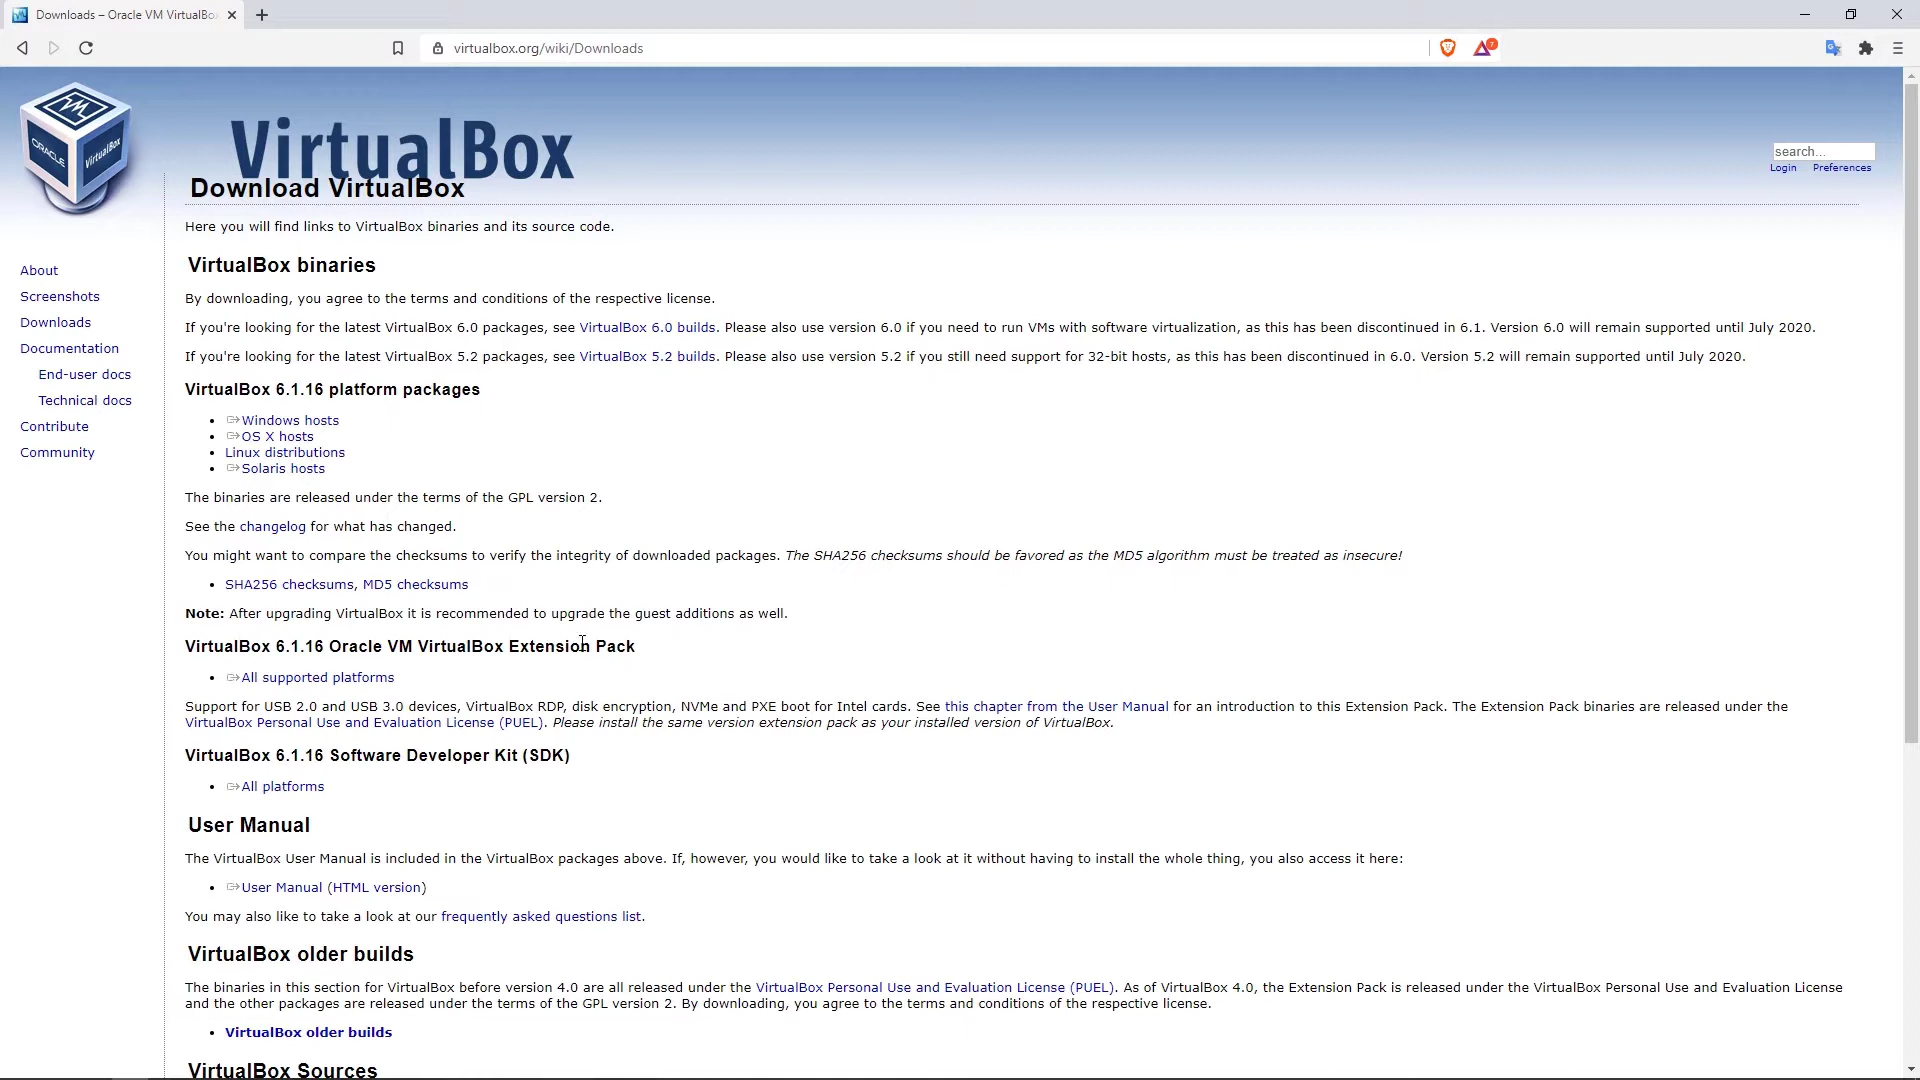 Downloads – Oracle VM VirtualBo
virtualbox.org/wiki/Downloads
7
ORACLE
VirtualBox
VirtualBox
search...
Login Preferences
Download VirtualBox
Here you will find links to VirtualBox binaries and its source code.
VirtualBox binaries
About
Screenshots
Downloads
Documentation
End-user docs
Technical docs
Contribute
Community
By downloading, you agree to the terms and conditions of the respective license.
If you're looking for the latest VirtualBox 6.0 packages, see VirtualBox 6.0 builds. Please also use version 6.0 if you need to run VMs with software virtualization, as this has been discontinued in 6.1. Version 6.0 will remain supported until July 2020.
If you're looking for the latest VirtualBox 5.2 packages, see VirtualBox 5.2 builds. Please also use version 5.2 if you still need support for 32-bit hosts, as this has been discontinued in 6.0. Version 5.2 will remain supported until July 2020.
VirtualBox 6.1.16 platform packages
• Windows hosts
• OS X hosts
• Linux distributions
• Solaris hosts
The binaries are released under the terms of the GPL version 2.
See the changelog for what has changed.
You might want to compare the checksums to verify the integrity of downloaded packages. The SHA256 checksums should be favored as the MD5 algorithm must be treated as insecure!
• SHA256 checksums, MD5 checksums
Note: After upgrading VirtualBox it is recommended to upgrade the guest additions as well.
VirtualBox 6.1.16 Oracle VM VirtualBox Extension Pack
• All supported platforms
Support for USB 2.0 and USB 3.0 devices, VirtualBox RDP, disk encryption, NVMe and PXE boot for Intel cards. See this chapter from the User Manual for an introduction to this Extension Pack. The Extension Pack binaries are released under the
VirtualBox Personal Use and Evaluation License (PUEL). Please install the same version extension pack as your installed version of VirtualBox.
VirtualBox 6.1.16 Software Developer Kit (SDK)
• All platforms
User Manual
The VirtualBox User Manual is included in the VirtualBox packages above. If, however, you would like to take a look at it without having to install the whole thing, you also access it here:
• User Manual (HTML version)
You may also like to take a look at our frequently asked questions list.
VirtualBox older builds
The binaries in this section for VirtualBox before version 4.0 are all released under the VirtualBox Personal Use and Evaluation License (PUEL). As of VirtualBox 4.0, the Extension Pack is released under the VirtualBox Personal Use and Evaluation License
and the other packages are released under the terms of the GPL version 2. By downloading, you agree to the terms and conditions of the respective license.
• VirtualBox older builds
VirtualBox Sources